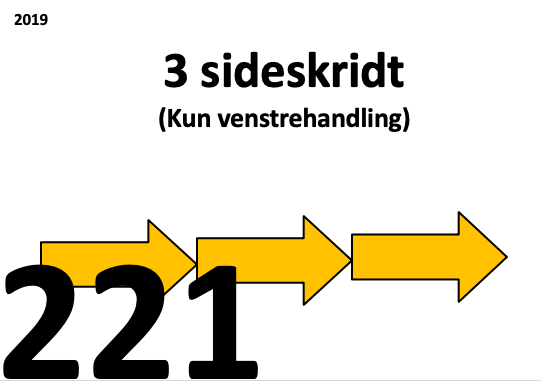 2019
3 sideskridt
(Kun venstrehandling)
221